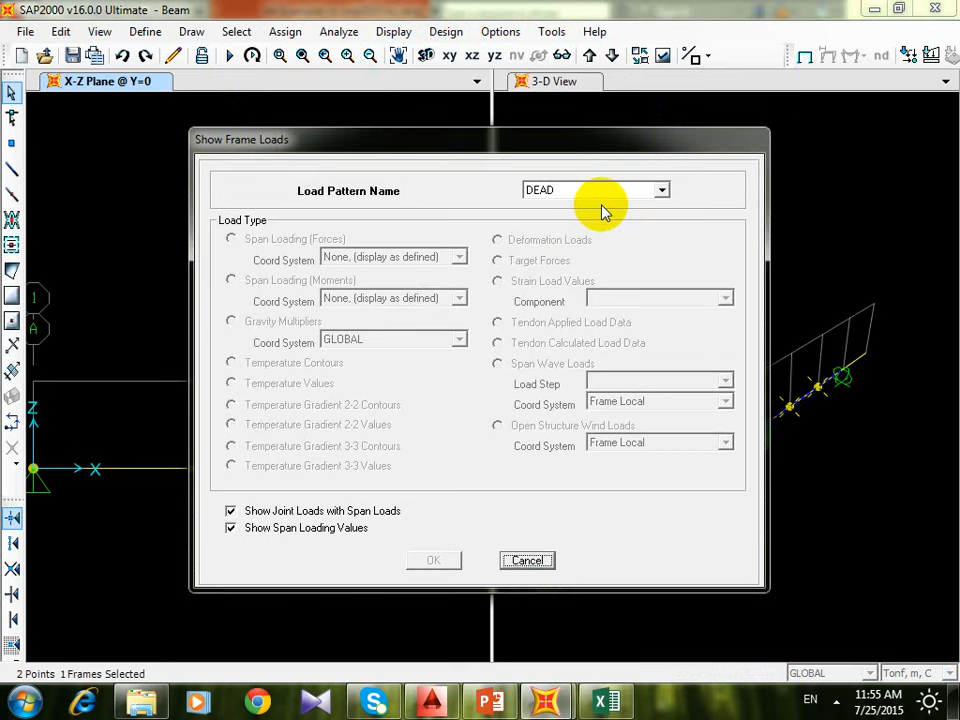 SAP2000 v16.0.0 Ultimate - Beam
File Edit View Define Draw Select Assign Analyze Display Design Options Tools Help
3-D xy xz yz nv nd
X-Z Plane @ Y=0
3-D View
Show Frame Loads
Load Pattern Name DEAD
Load Type
Span Loading (Forces)
Coord System None, (display as defined)
Span Loading (Moments)
Coord System None, (display as defined)
Gravity Multipliers
Coord System GLOBAL
Temperature Contours
Temperature Values
Temperature Gradient 2-2 Contours
Temperature Gradient 2-2 Values
Temperature Gradient 3-3 Contours
Temperature Gradient 3-3 Values
Deformation Loads
Target Forces
Strain Load Values
Component
Tendon Applied Load Data
Tendon Calculated Load Data
Span Wave Loads
Load Step
Coord System Frame Local
Open Structure Wind Loads
Coord System Frame Local
Show Joint Loads with Span Loads
Show Span Loading Values
OK Cancel
1
A
Z
X
2 Points 1 Frames Selected
GLOBAL
Tonf, m, C
EN
11:55 AM
7/25/2015